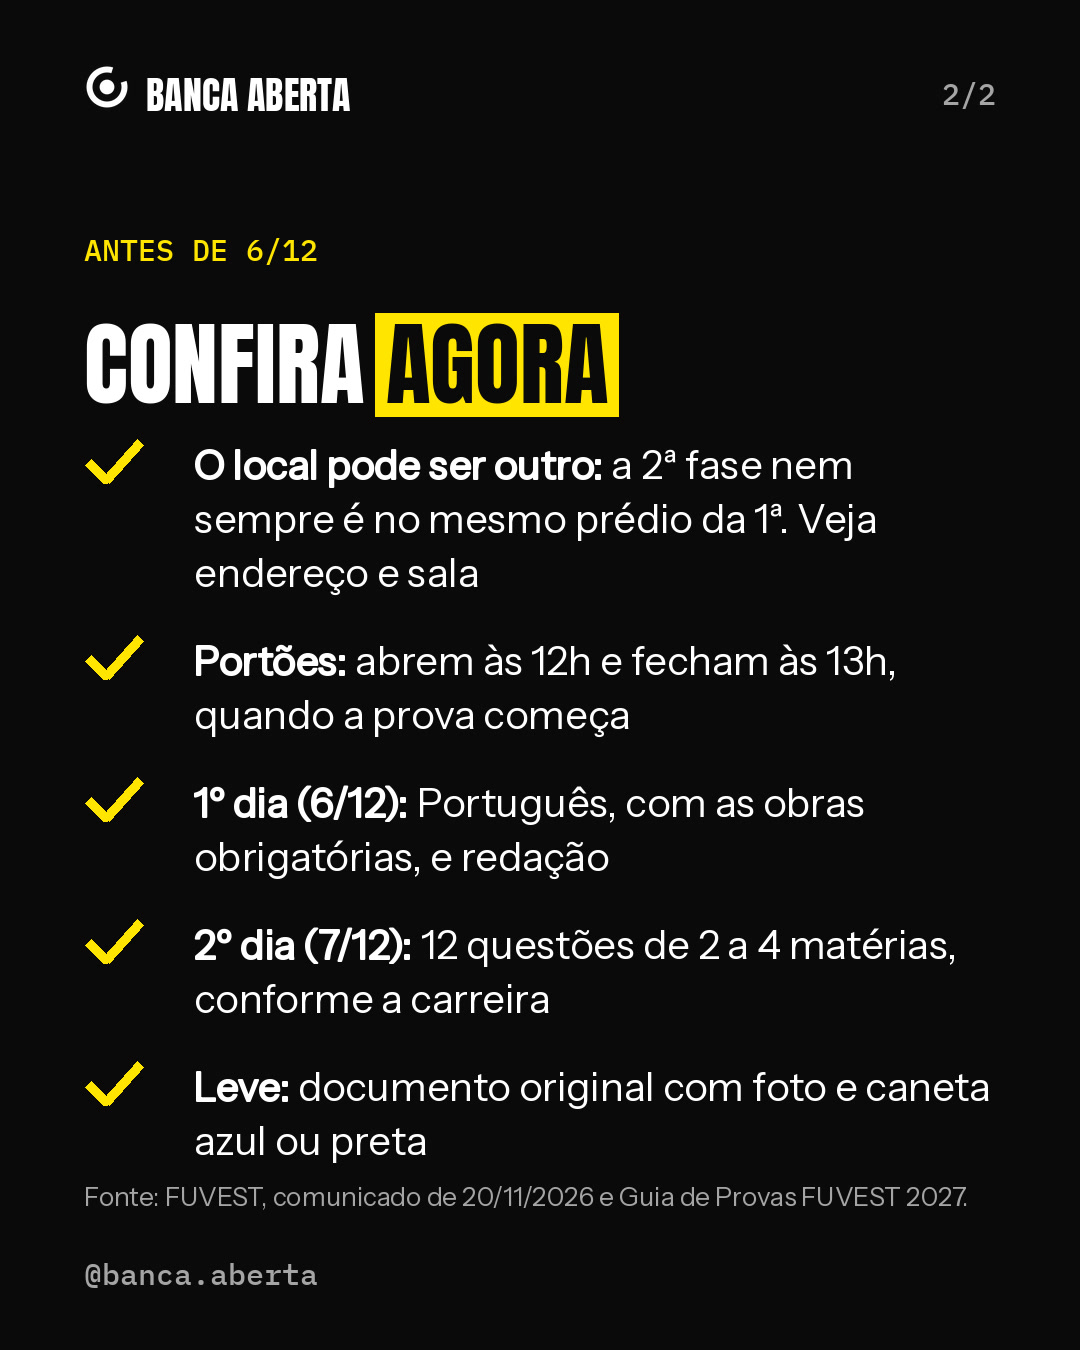 BANCA ABERTA
2/2
ANTES DE 6/12
CONFIRA AGORA
O local pode ser outro: a 2ª fase nem
sempre é no mesmo prédio da 1ª. Veja
endereço e sala
Portões: abrem às 12h e fecham às 13h,
quando a prova começa
1º dia (6/12): Português, com as obras
obrigatórias, e redação
2º dia (7/12): 12 questões de 2 a 4 matérias,
conforme a carreira
Leve: documento original com foto e caneta
azul ou preta
Fonte: FUVEST, comunicado de 20/11/2026 e Guia de Provas FUVEST 2027.
@banca.aberta